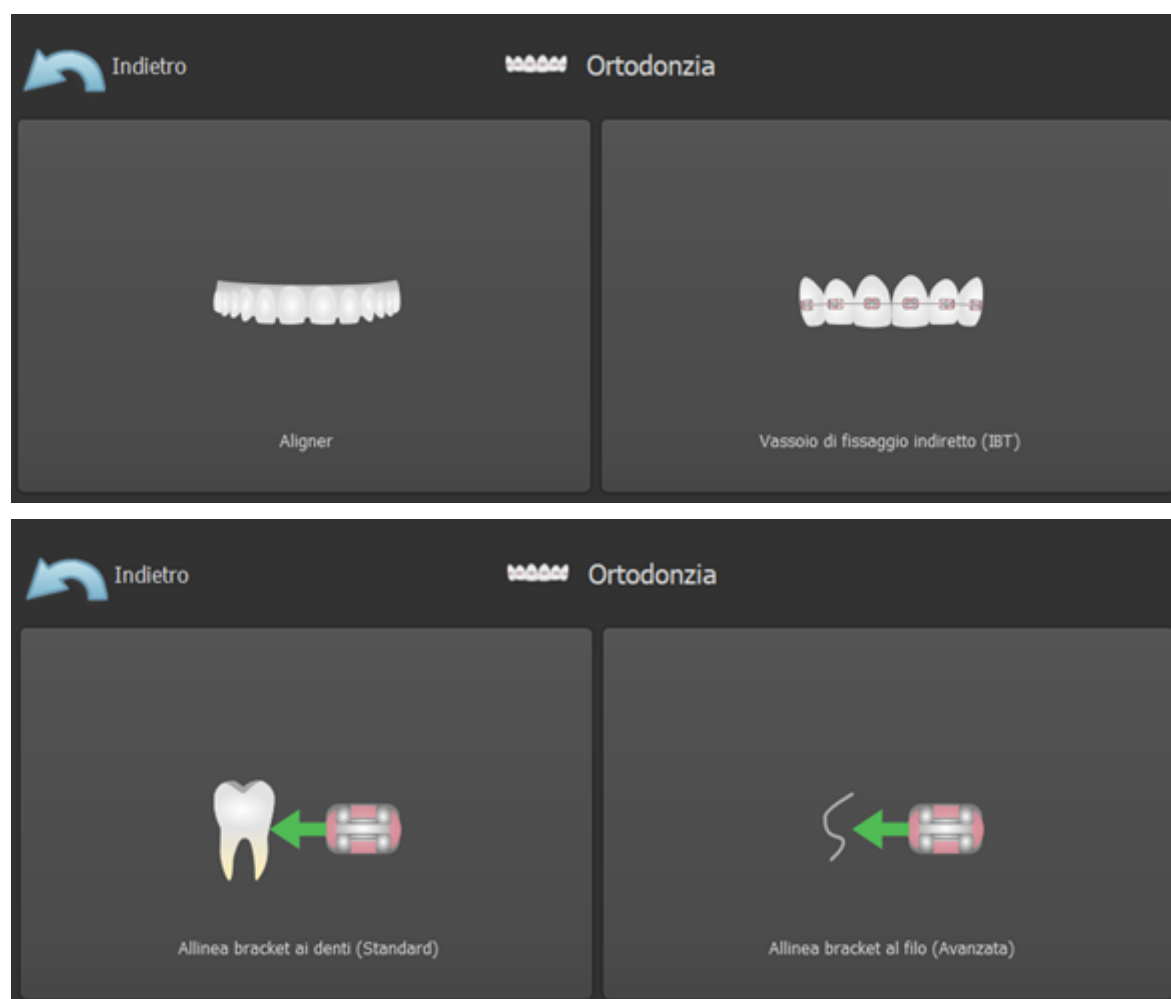 Indietro
Ortodonzia
Aligner
Vassoio di fissaggio indiretto (IBT)
Indietro
Ortodonzia
Allinea bracket ai denti (Standard)
Allinea bracket al filo (Avanzata)